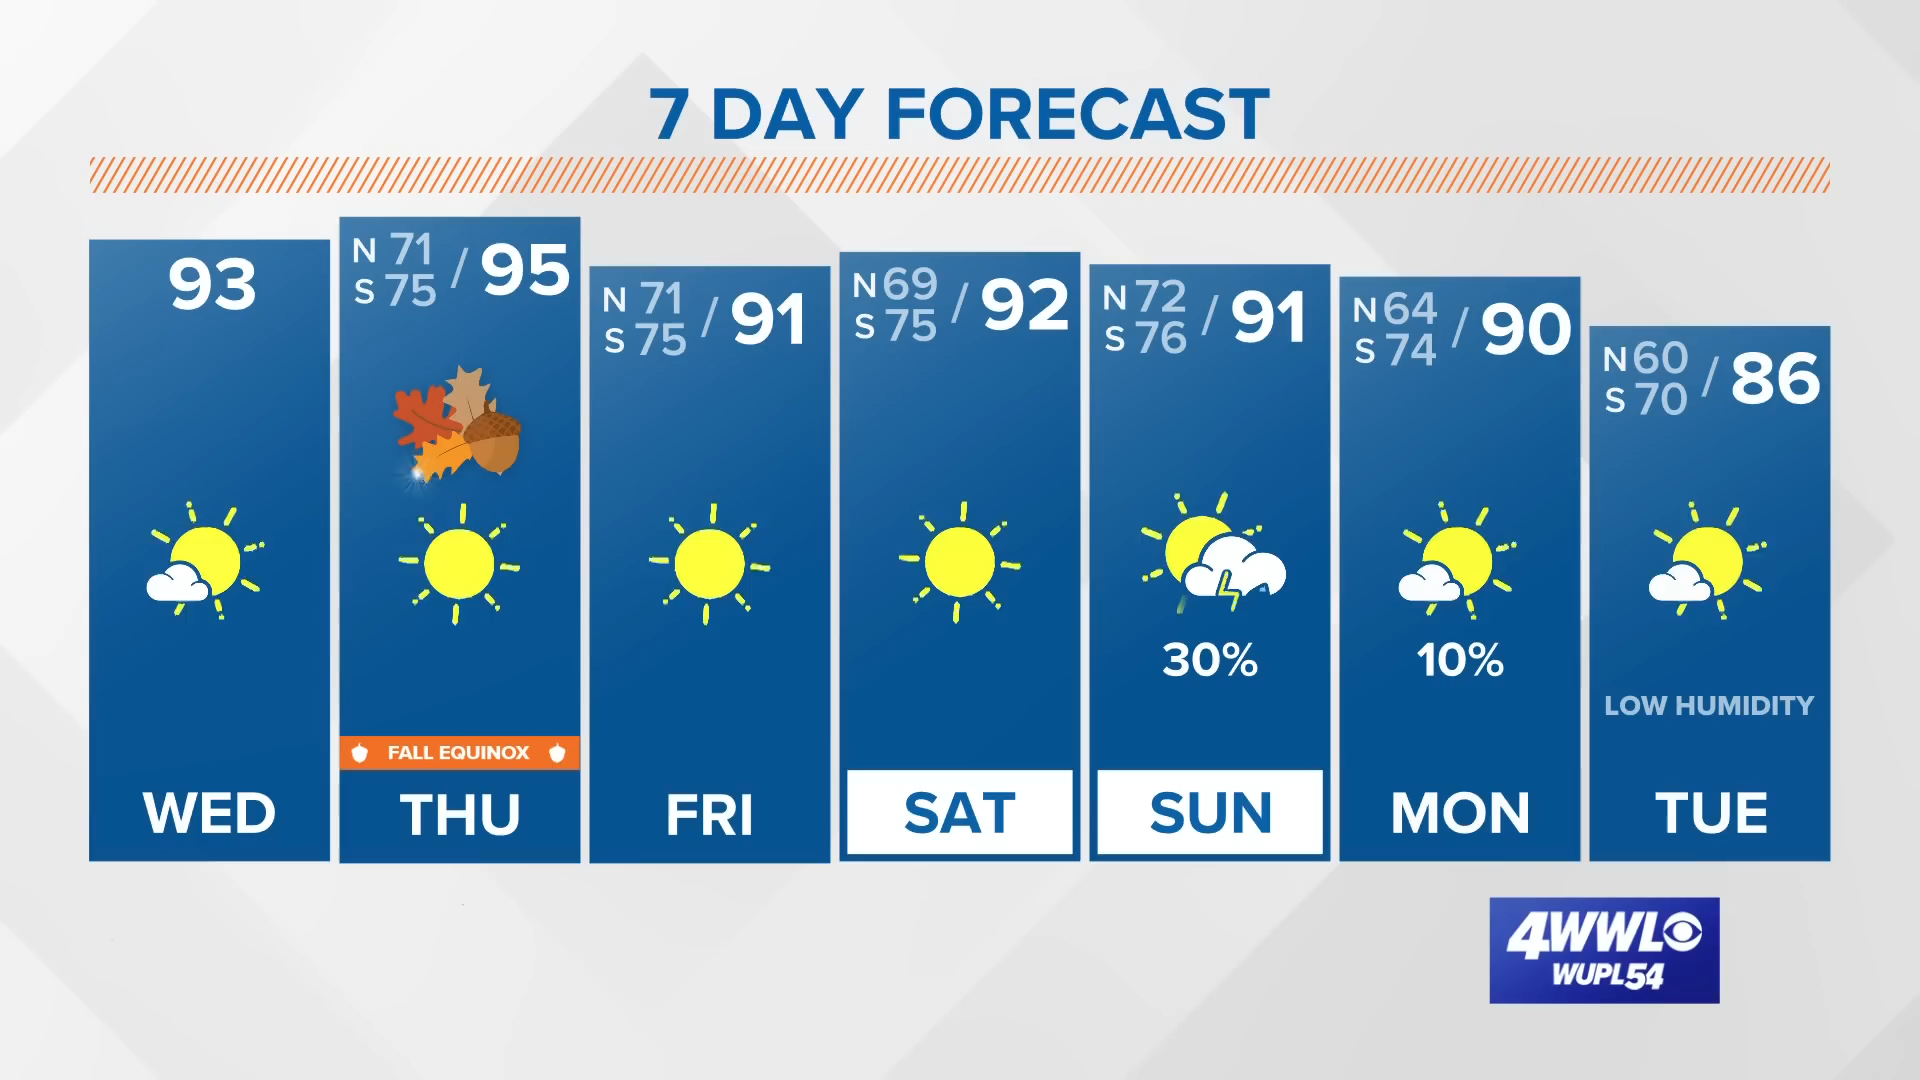 7 DAY FORECAST
93
WED
N 71
S 75
/ 95
FALL EQUINOX
THU
N 71
S 75
/ 91
FRI
N 69
S 75
/ 92
SAT
N 72
S 76
/ 91
30%
SUN
N 64
S 74
/ 90
10%
MON
N 60
S 70
/ 86
LOW HUMIDITY
TUE
4WWL
WUPL54